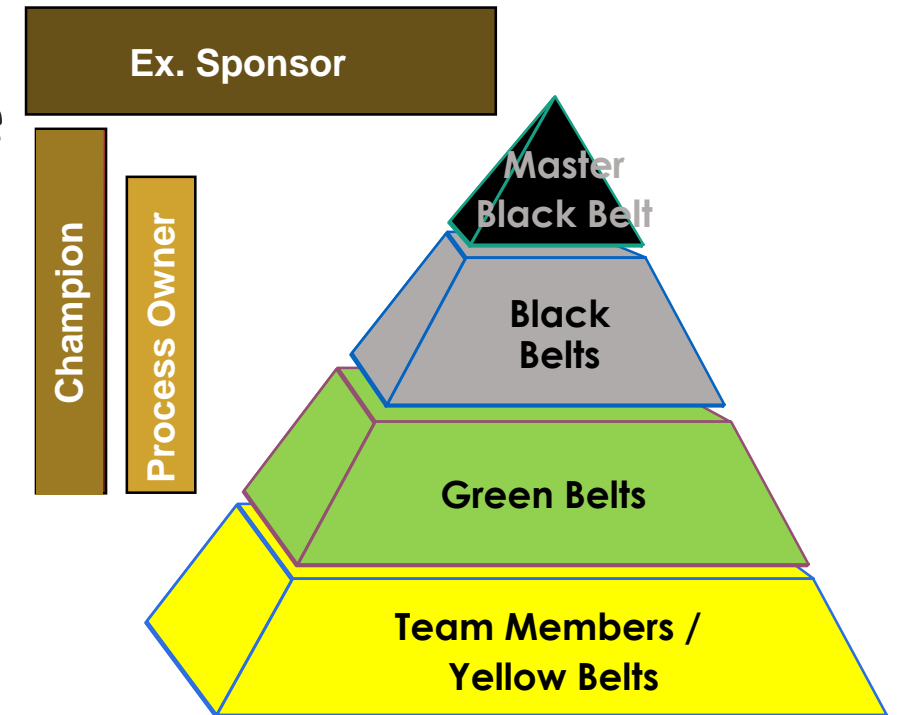 Ex. Sponsor
Champion
Process Owner
Master
Black Belt
Black
Belts
Green Belts
Team Members /
Yellow Belts